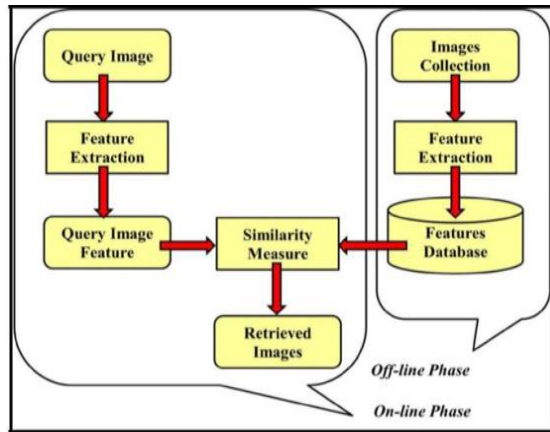 Query Image
Feature
Extraction
Query Image
Feature
Similarity
Measure
Retrieved
Images
Images
Collection
Feature
Extraction
Features
Database
Off-line Phase
On-line Phase